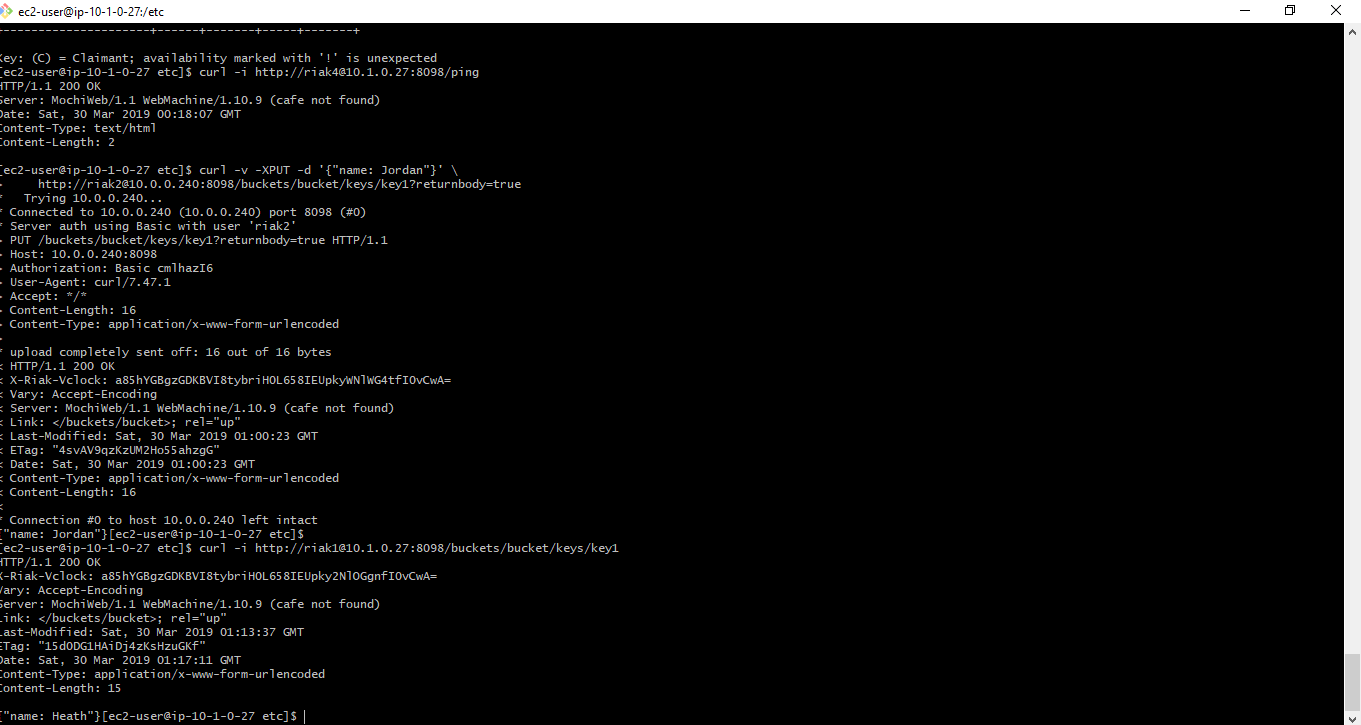 ec2-user@ip-10-1-0-27:/etc
---------------------+------+-------+-----+-------+
Key: (C) = Claimant; availability marked with '!' is unexpected
[ec2-user@ip-10-1-0-27 etc]$ curl -i http://riak4@10.1.0.27:8098/ping
HTTP/1.1 200 OK
Server: MochiWeb/1.1 WebMachine/1.10.9 (cafe not found)
Date: Sat, 30 Mar 2019 00:18:07 GMT
Content-Type: text/html
Content-Length: 2
[ec2-user@ip-10-1-0-27 etc]$ curl -v -XPUT -d '{"name: Jordan"}' \
>     http://riak2@10.0.0.240:8098/buckets/bucket/keys/key1?returnbody=true
*   Trying 10.0.0.240...
* Connected to 10.0.0.240 (10.0.0.240) port 8098 (#0)
* Server auth using Basic with user 'riak2'
> PUT /buckets/bucket/keys/key1?returnbody=true HTTP/1.1
> Host: 10.0.0.240:8098
> Authorization: Basic cmlhazI6
> User-Agent: curl/7.47.1
> Accept: */*
> Content-Length: 16
> Content-Type: application/x-www-form-urlencoded
>
* upload completely sent off: 16 out of 16 bytes
< HTTP/1.1 200 OK
< X-Riak-Vclock: a85hYGBgzGDKBVI8tybriHOL658IEUpkyWNlWG4tfIOvCwA=
< Vary: Accept-Encoding
< Server: MochiWeb/1.1 WebMachine/1.10.9 (cafe not found)
< Link: </buckets/bucket>; rel="up"
< Last-Modified: Sat, 30 Mar 2019 01:00:23 GMT
< ETag: "4svAV9qzKzUM2Ho55ahzgG"
< Date: Sat, 30 Mar 2019 01:00:23 GMT
< Content-Type: application/x-www-form-urlencoded
< Content-Length: 16
<
* Connection #0 to host 10.0.0.240 left intact
{"name: Jordan"}[ec2-user@ip-10-1-0-27 etc]$
[ec2-user@ip-10-1-0-27 etc]$ curl -i http://riak1@10.1.0.27:8098/buckets/bucket/keys/key1
HTTP/1.1 200 OK
X-Riak-Vclock: a85hYGBgzGDKBVI8tybriHOL658IEUpky2NlOGgnfIOvCwA=
Vary: Accept-Encoding
Server: MochiWeb/1.1 WebMachine/1.10.9 (cafe not found)
Link: </buckets/bucket>; rel="up"
Last-Modified: Sat, 30 Mar 2019 01:13:37 GMT
ETag: "15dODG1HAiDj4zKsHzuGKf"
Date: Sat, 30 Mar 2019 01:17:11 GMT
Content-Type: application/x-www-form-urlencoded
Content-Length: 15
{"name: Heath"}[ec2-user@ip-10-1-0-27 etc]$